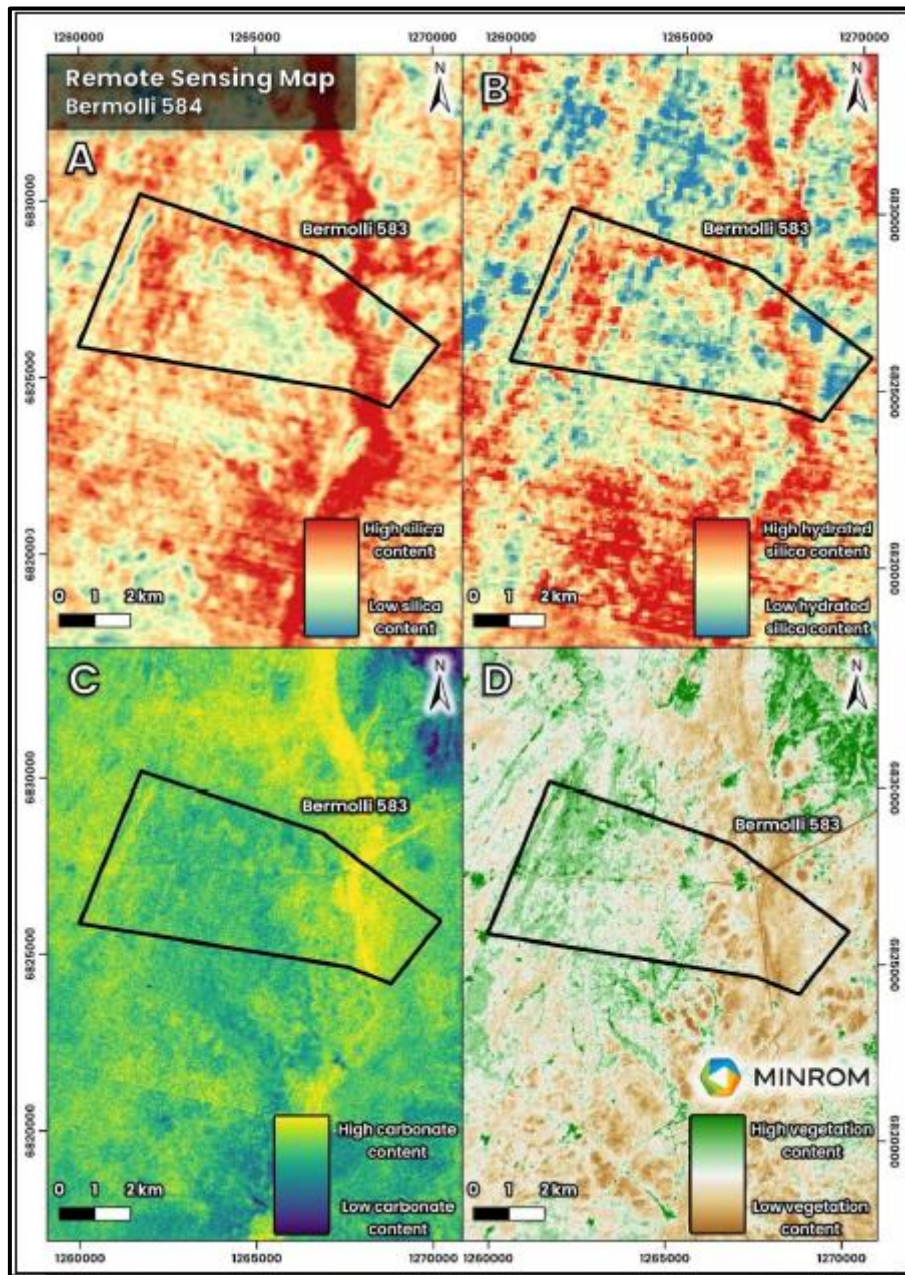 1260000 1265000 1270000 1260000 1265000 1270000
Remote Sensing Map
Bermolli 584
N
A
6830000
6825000
6820000
Bermolli 583
High silica
content
Low silica
content
0 1 2 km
N
B
6830000
6825000
6820000
Bermolli 583
High hydrated
silica content
Low hydrated
silica content
0 1 2 km
N
C
6830000
6825000
6820000
Bermolli 583
High carbonate
content
Low carbonate
content
0 1 2 km
N
D
6830000
6825000
6820000
Bermolli 583
MINROM
High vegetation
content
Low vegetation
content
0 1 2 km
1260000 1265000 1270000 1260000 1265000 1270000